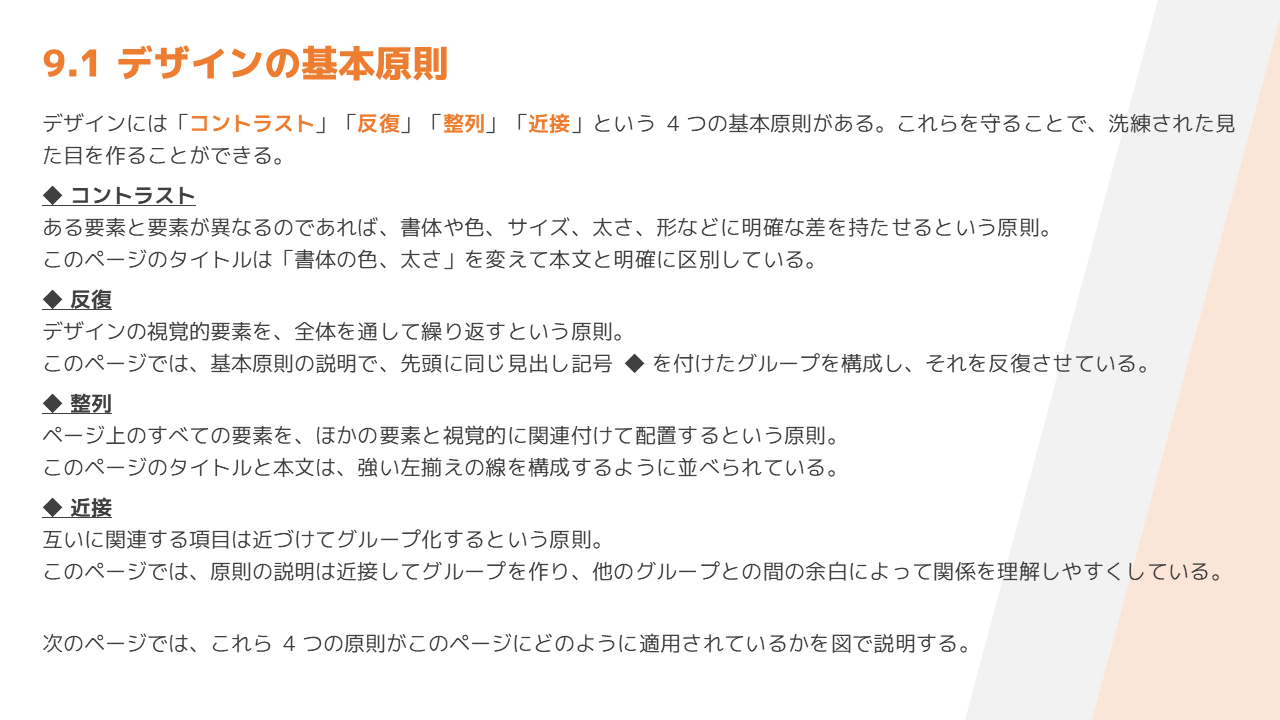 9.1 デザインの基本原則
デザインには「コントラスト」「反復」「整列」「近接」という 4 つの基本原則がある。これらを守ることで、洗練された見
た目を作ることができる。
◆ コントラスト
ある要素と要素が異なるのであれば、書体や色、サイズ、太さ、形などに明確な差を持たせるという原則。
このページのタイトルは「書体の色、太さ」を変えて本文と明確に区別している。
◆ 反復
デザインの視覚的要素を、全体を通して繰り返すという原則。
このページでは、基本原則の説明で、先頭に同じ見出し記号 ◆ を付けたグループを構成し、それを反復させている。
◆ 整列
ページ上のすべての要素を、ほかの要素と視覚的に関連付けて配置するという原則。
このページのタイトルと本文は、強い左揃えの線を構成するように並べられている。
◆ 近接
互いに関連する項目は近づけてグループ化するという原則。
このページでは、原則の説明は近接してグループを作り、他のグループとの間の余白によって関係を理解しやすくしている。
次のページでは、これら 4 つの原則がこのページにどのように適用されているかを図で説明する。